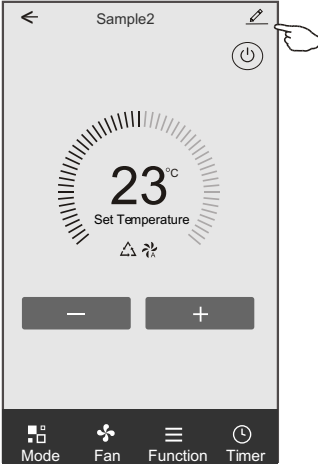 Sample2
23°C
Set Temperature
A
Mode Fan Function Timer